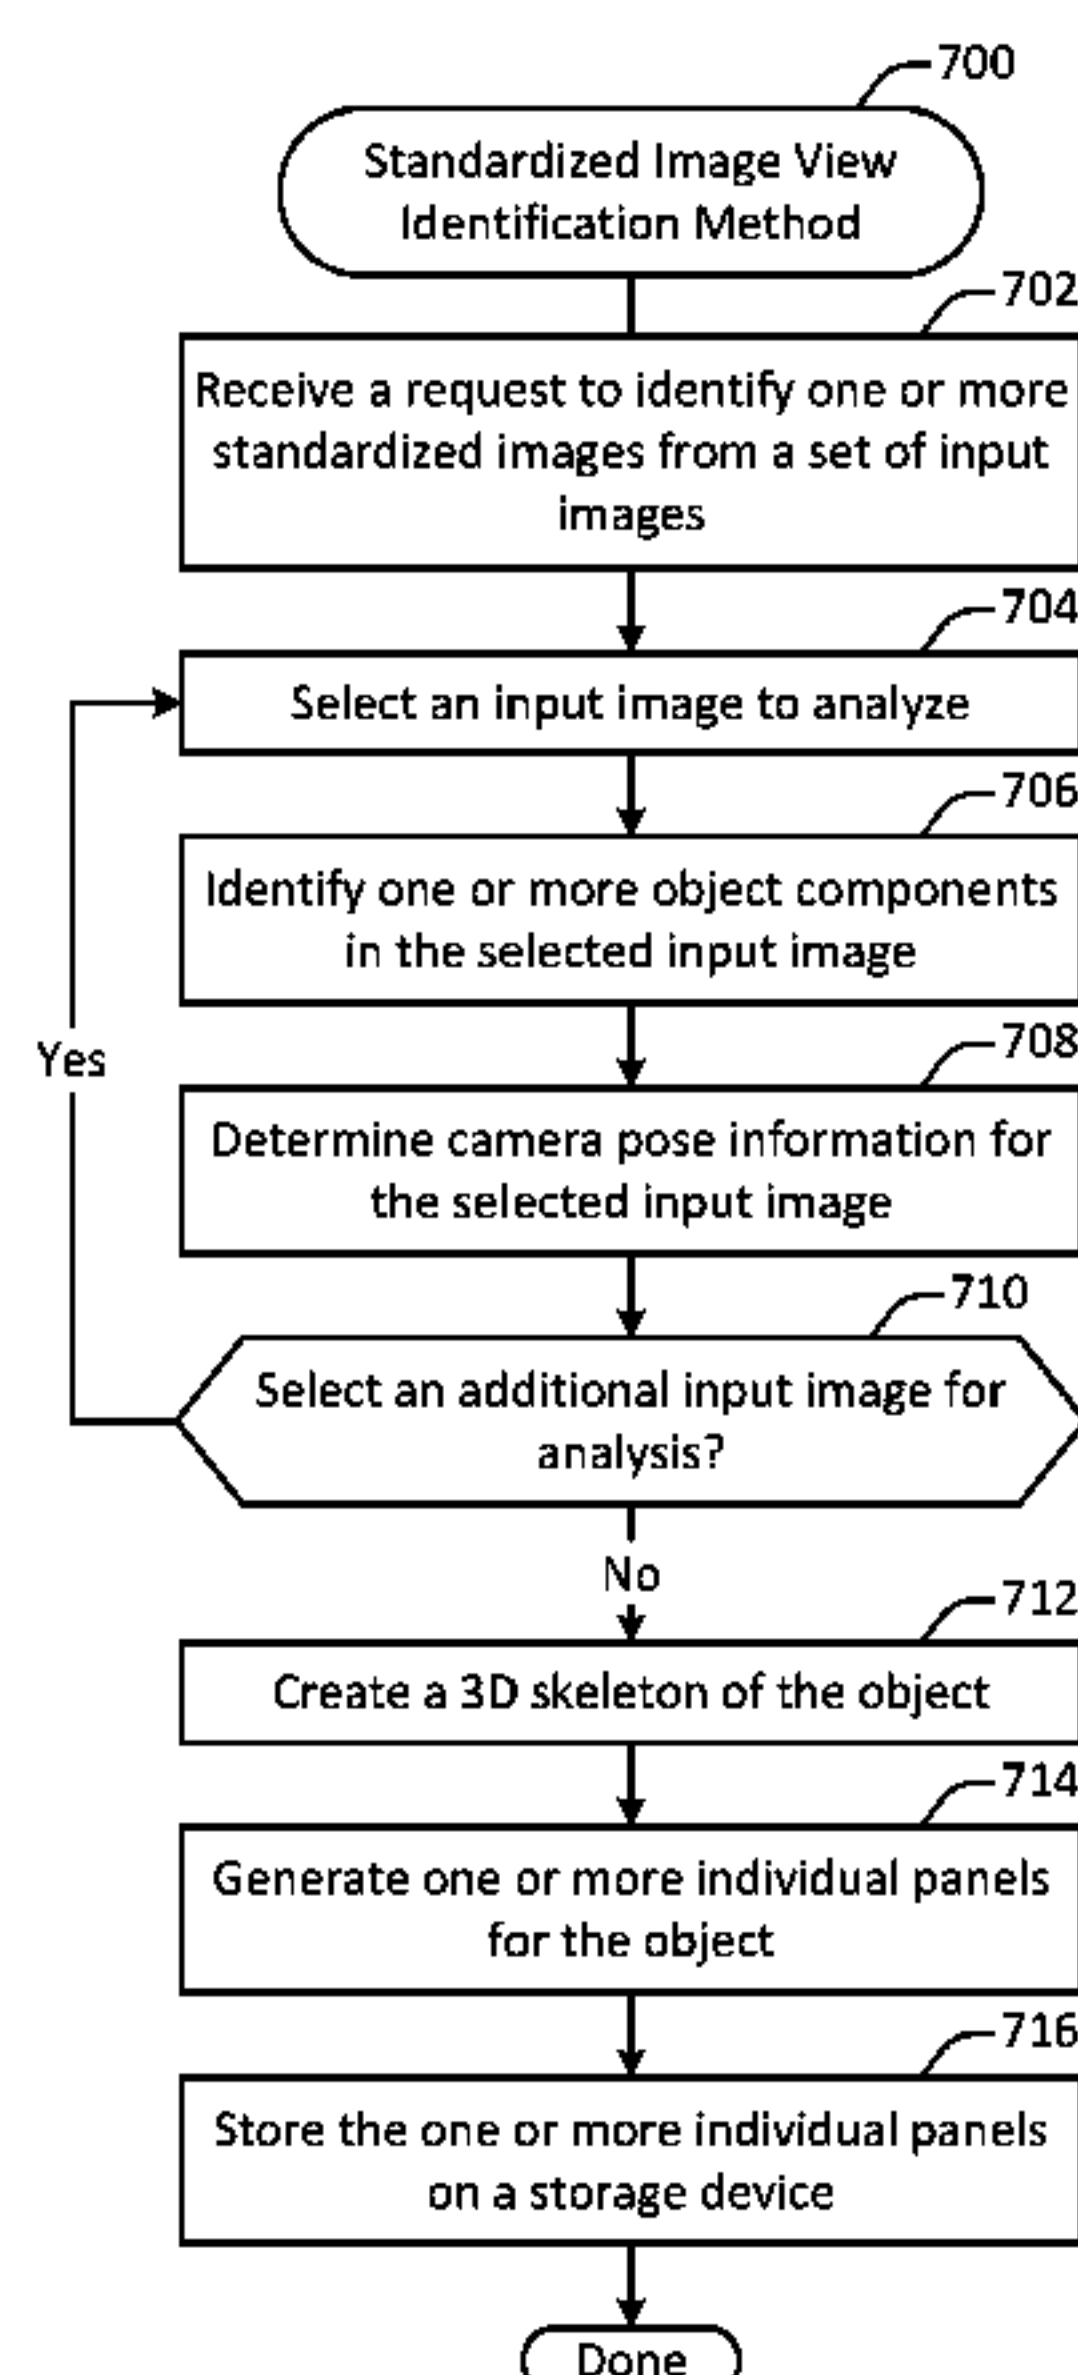 700
Standardized Image View
Identification Method
702
Receive a request to identify one or more
standardized images from a set of input
images
704
Select an input image to analyze
706
Identify one or more object components
in the selected input image
Yes
708
Determine camera pose information for
the selected input image
710
Select an additional input image for
analysis?
No
712
Create a 3D skeleton of the object
714
Generate one or more individual panels
for the object
716
Store the one or more individual panels
on a storage device
Done